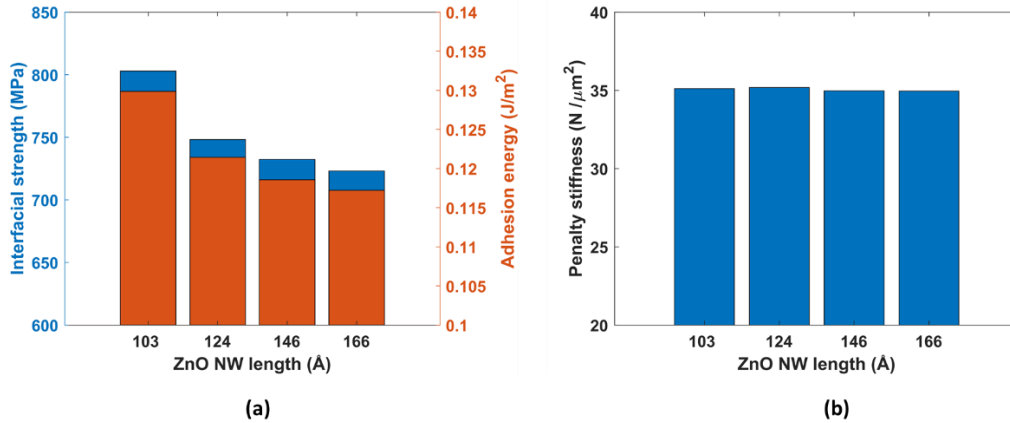 850
800
750
700
650
600
Interfacial strength (MPa)
0.14
0.135
0.13
0.125
0.12
0.115
0.11
0.105
0.1
Adhesion energy (J/m²)
103 124 146 166
ZnO NW length (Å)
(a)
40
35
30
25
20
Penalty stiffness (N /μm²)
103 124 146 166
ZnO NW length (Å)
(b)